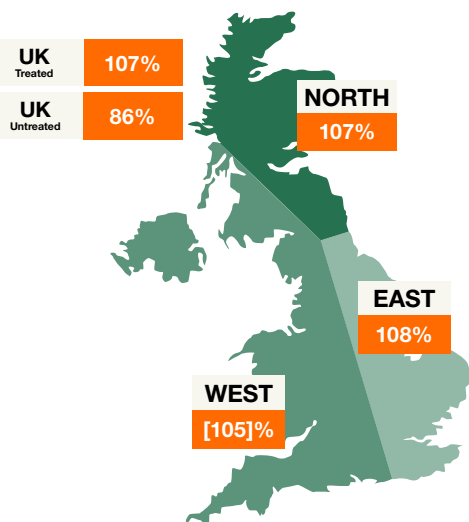 UK
Treated
107%
UK
Untreated
86%
NORTH
107%
EAST
108%
WEST
[105]%